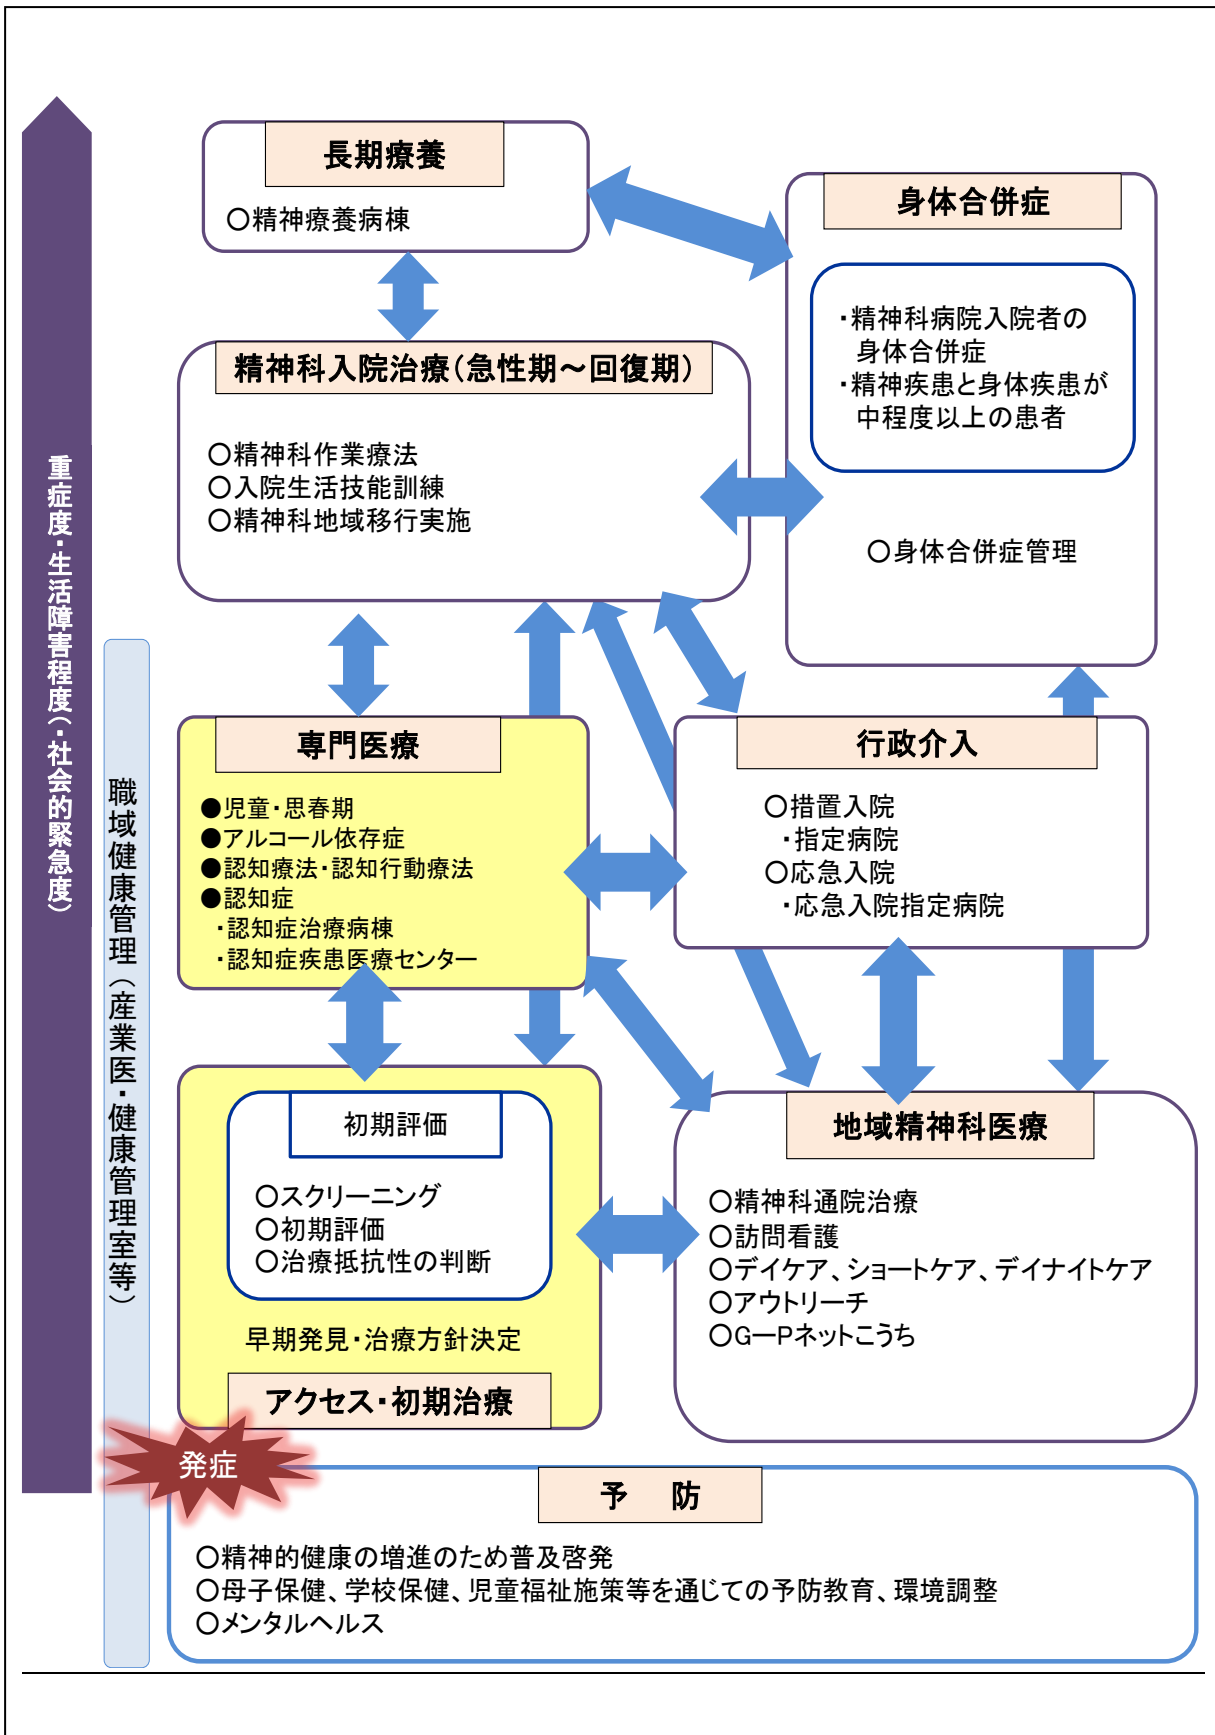 長期療養
○精神療養病棟
身体合併症
・精神科病院入院者の
身体合併症
・精神疾患と身体疾患が
中程度以上の患者
○身体合併症管理
精神科入院治療(急性期～回復期)
○精神科作業療法
○入院生活技能訓練
○精神科地域移行実施
重症度・生活障害程度(・社会的緊急度)
職域健康管理(産業医・健康管理室等)
専門医療
●児童・思春期
●アルコール依存症
●認知療法・認知行動療法
●認知症
・認知症治療病棟
・認知症疾患医療センター
行政介入
○措置入院
・指定病院
○応急入院
・応急入院指定病院
初期評価
○スクリーニング
○初期評価
○治療抵抗性の判断
早期発見・治療方針決定
アクセス・初期治療
地域精神科医療
○精神科通院治療
○訪問看護
○デイケア、ショートケア、デイナイトケア
○アウトリーチ
○G－Pネットこうち
発症
予　防
○精神的健康の増進のため普及啓発
○母子保健、学校保健、児童福祉施策等を通じての予防教育、環境調整
○メンタルヘルス